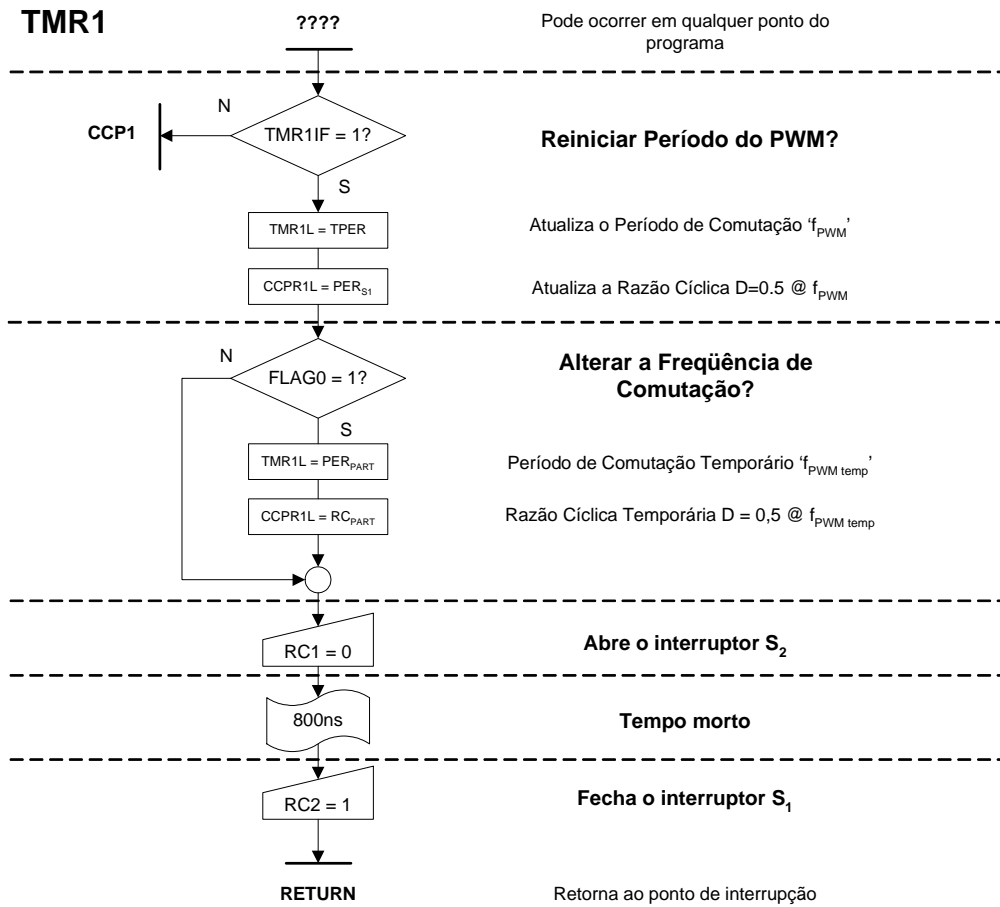 TMR1
????
Pode ocorrer em qualquer ponto do
programa
N
CCP1
TMR1IF = 1?
Reiniciar Período do PWM?
S
TMR1L = TPER
Atualiza o Período de Comutação ‘fPWM’
CCPR1L = PERS1
Atualiza a Razão Cíclica D=0.5 @ fPWM
N
FLAG0 = 1?
Alterar a Freqüência de
Comutação?
S
TMR1L = PERPART
Período de Comutação Temporário ‘fPWM temp’
CCPR1L = RCPART
Razão Cíclica Temporária D = 0,5 @ fPWM temp
RC1 = 0
Abre o interruptor S2
800ns
Tempo morto
RC2 = 1
Fecha o interruptor S1
RETURN
Retorna ao ponto de interrupção